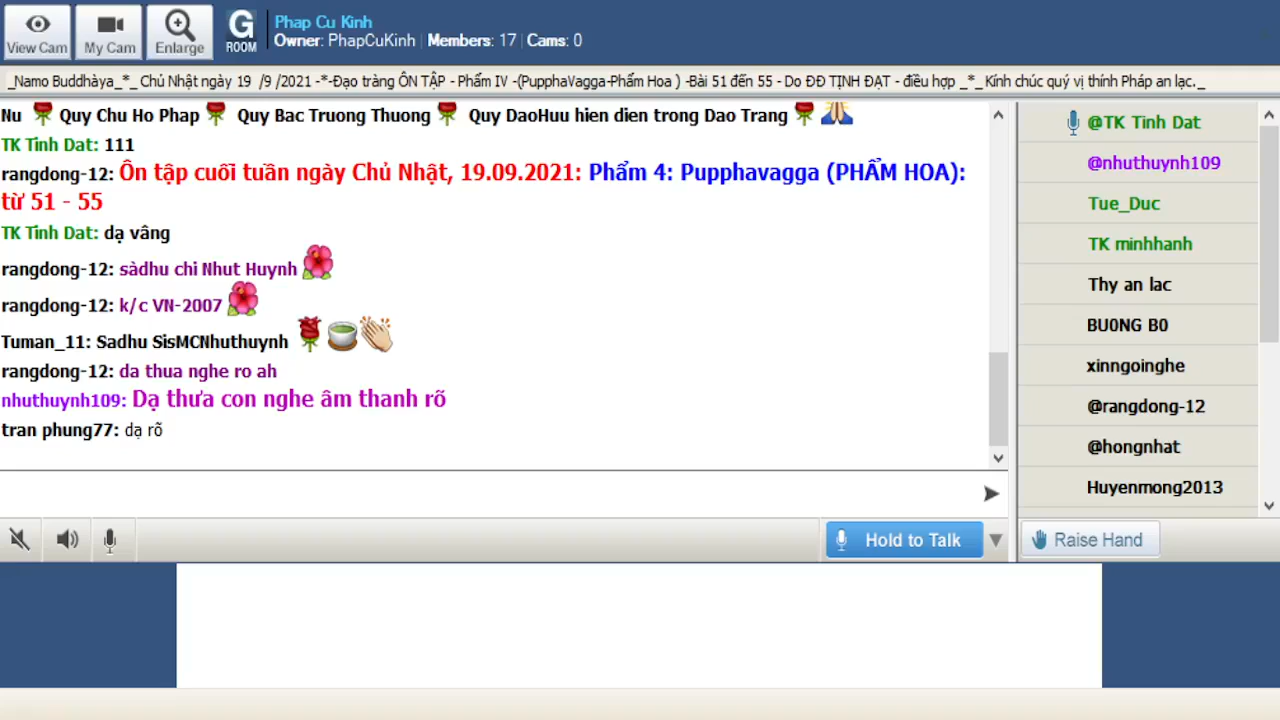 View Cam
My Cam
Enlarge
G
ROOM
Phap Cu Kinh
Owner: PhapCuKinh | Members: 17 | Cams: 0
_Namo Buddhàya_*_ Chủ Nhật ngày 19 /9 /2021 -*-Đạo tràng ÔN TẬP - Phẩm IV -(PupphaVagga-Phẩm Hoa ) -Bài 51 đến 55 - Do ĐĐ TỊNH ĐẠT - điều hợp _*_ Kính chúc quý vị thính Pháp an lạc._
Nu 🌹 Quy Chu Ho Phap 🌹 Quy Bac Truong Thuong 🌹 Quy DaoHuu hien dien trong Dao Trang 🌹 🙏
TK Tinh Dat: 111
rangdong-12: Ôn tập cuối tuần ngày Chủ Nhật, 19.09.2021: Phẩm 4: Pupphavagga (PHẨM HOA):
từ 51 - 55
TK Tinh Dat: dạ vâng
rangdong-12: sàdhu chi Nhut Huynh 🌺
rangdong-12: k/c VN-2007 🌺
Tuman_11: Sadhu SisMCNhuthuynh 🌹🍵👏
rangdong-12: da thua nghe ro ah
nhuthuynh109: Dạ thưa con nghe âm thanh rõ
tran phung77: dạ rõ
@TK Tinh Dat
@nhuthuynh109
Tue_Duc
TK minhhanh
Thy an lac
BU0NG B0
xinngoinghe
@rangdong-12
@hongnhat
Huyenmong2013
Hold to Talk
Raise Hand